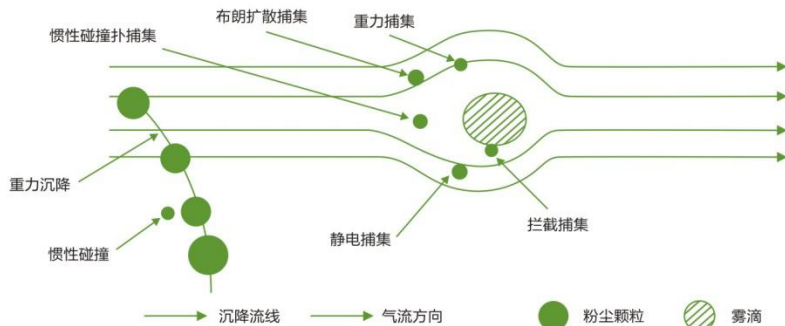 布朗扩散捕集
重力捕集
惯性碰撞扑捕集
重力沉降
惯性碰撞
静电捕集
拦截捕集
沉降流线
气流方向
粉尘颗粒
雾滴